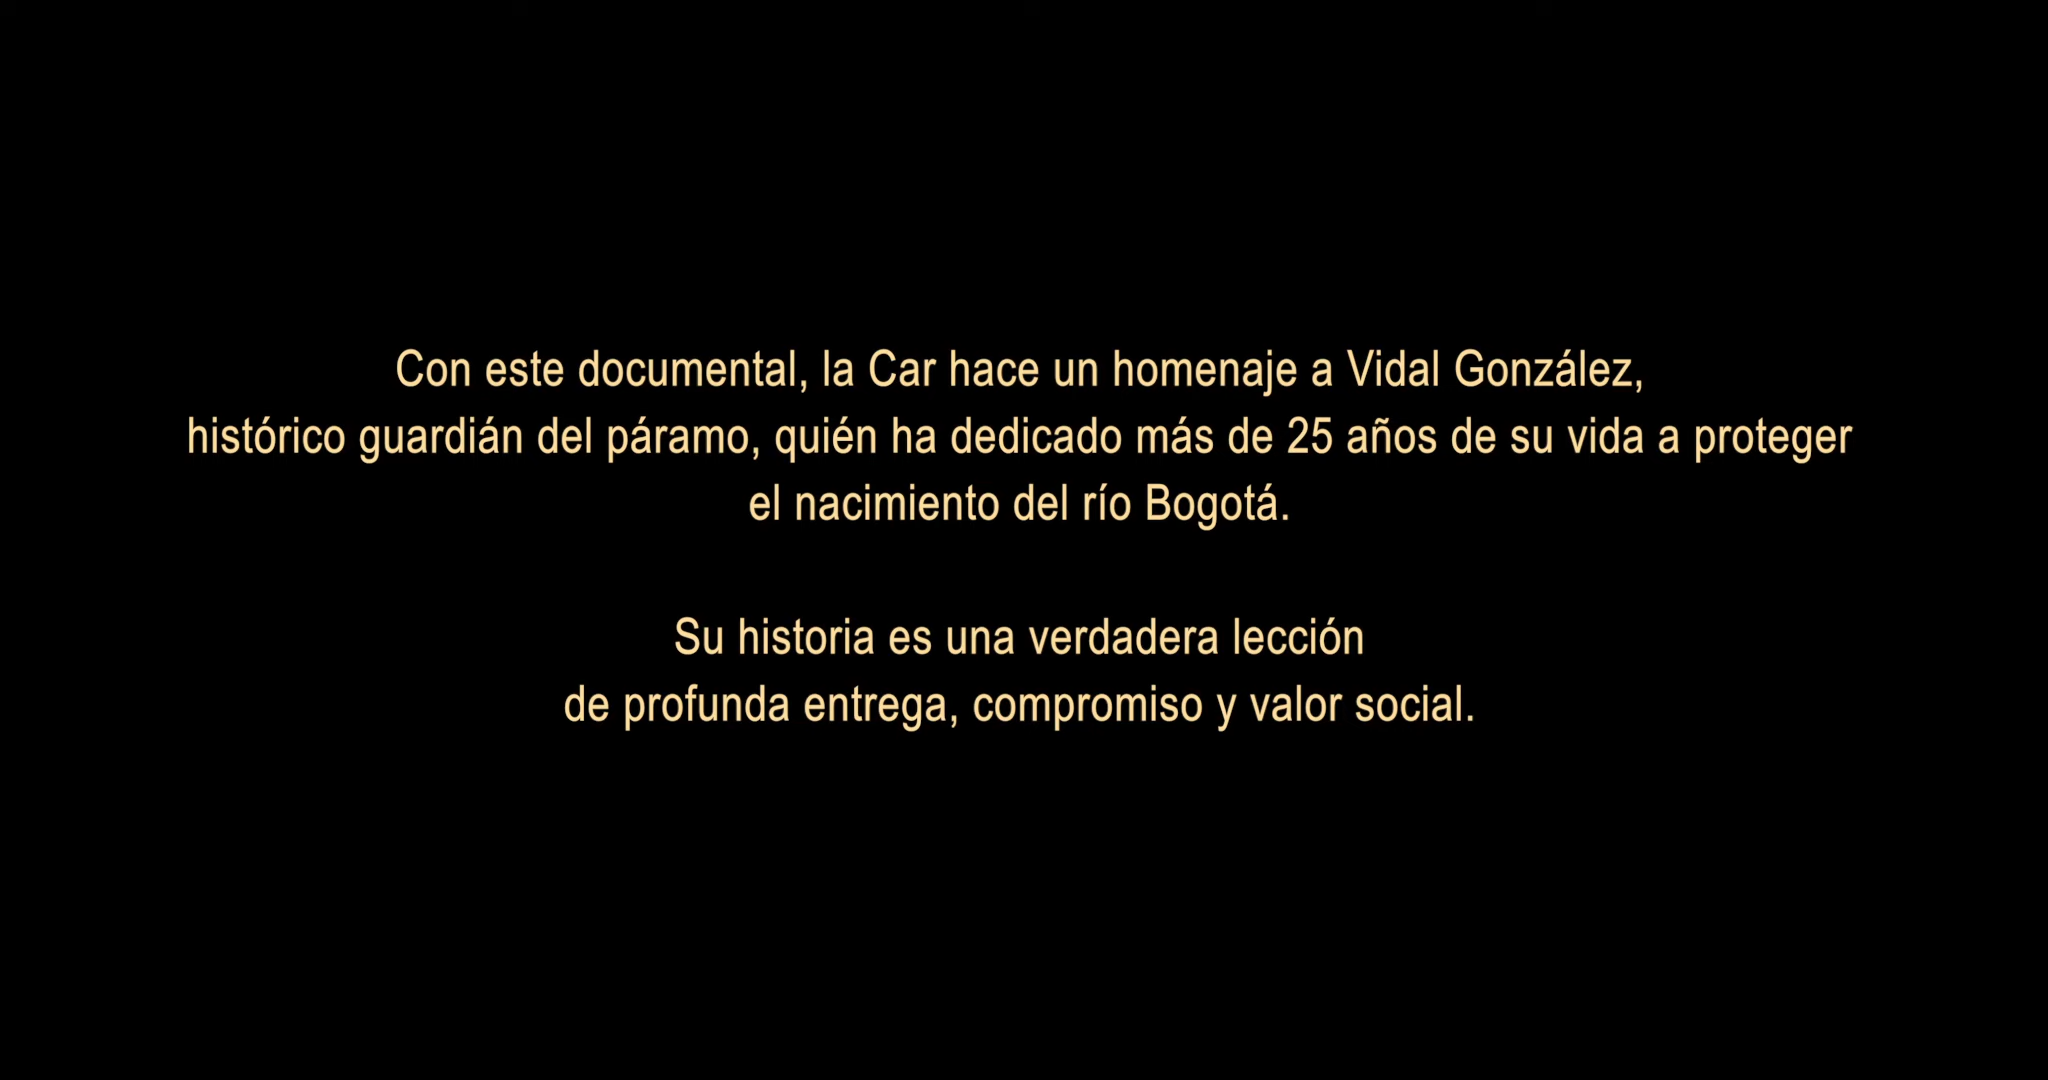 Con este documental, la Car hace un homenaje a Vidal González,
histórico guardián del páramo, quién ha dedicado más de 25 años de su vida a proteger
el nacimiento del río Bogotá.
Su historia es una verdadera lección
de profunda entrega, compromiso y valor social.